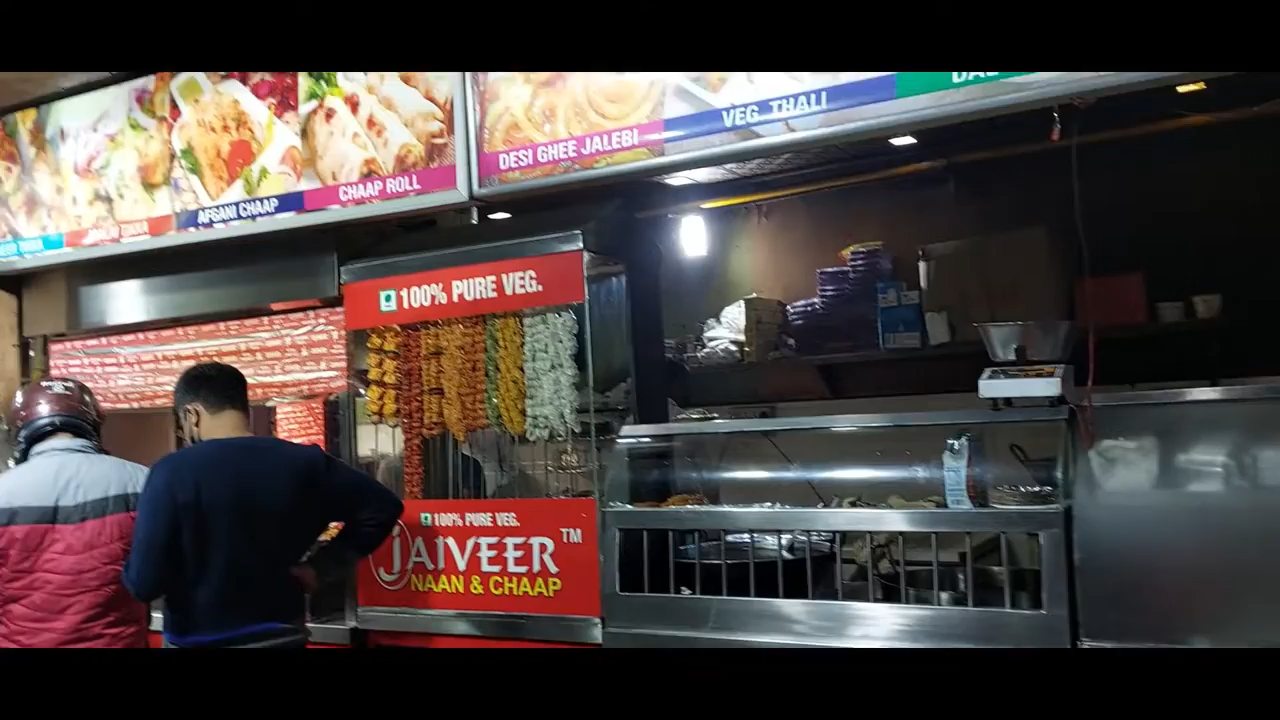 DESI GHEE JALEBI
VEG. THALI
AFGANI CHAAP
CHAAP ROLL
100% PURE VEG.
100% PURE VEG.
JAIVEER TM
NAAN & CHAAP